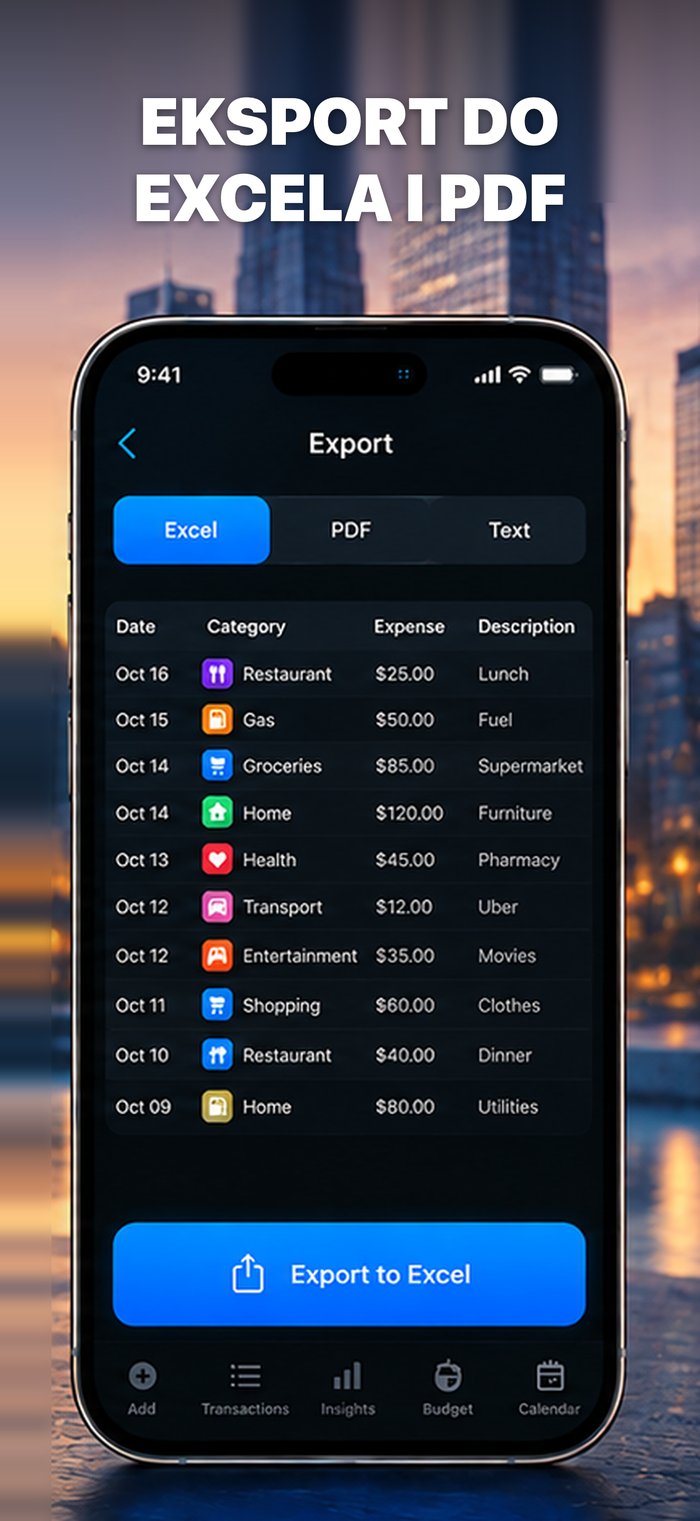 EKSPORT DO
EXCELA I PDF
9:41
Export
Excel PDF Text
Date Category Expense Description
Oct 16 Restaurant $25.00 Lunch
Oct 15 Gas $50.00 Fuel
Oct 14 Groceries $85.00 Supermarket
Oct 14 Home $120.00 Furniture
Oct 13 Health $45.00 Pharmacy
Oct 12 Transport $12.00 Uber
Oct 12 Entertainment $35.00 Movies
Oct 11 Shopping $60.00 Clothes
Oct 10 Restaurant $40.00 Dinner
Oct 09 Home $80.00 Utilities
Export to Excel
Add Transactions Insights Budget Calendar